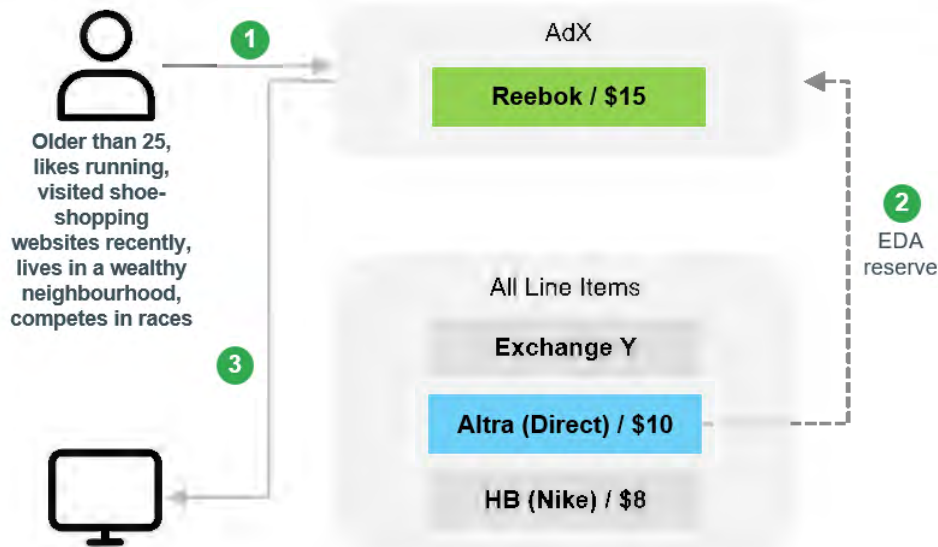 1
AdX
Reebok / $15
Older than 25,
likes running,
visited shoe-
shopping
websites recently,
lives in a wealthy
neighbourhood,
competes in races
2
EDA
reserve
All Line Items
Exchange Y
3
Altra (Direct) / $10
HB (Nike) / $8